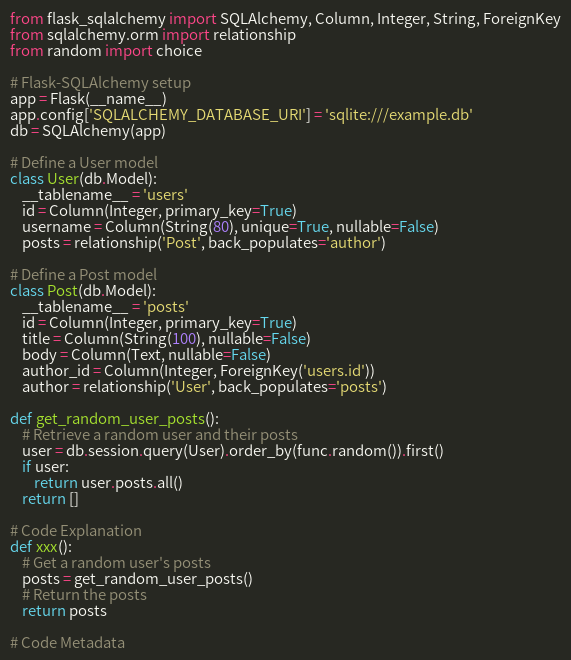 from flask_sqlalchemy import SQLAlchemy, Column, Integer, String, ForeignKey
from sqlalchemy.orm import relationship
from random import choice

# Flask-SQLAlchemy setup
app = Flask(__name__)
app.config['SQLALCHEMY_DATABASE_URI'] = 'sqlite:///example.db'
db = SQLAlchemy(app)

# Define a User model
class User(db.Model):
    __tablename__ = 'users'
    id = Column(Integer, primary_key=True)
    username = Column(String(80), unique=True, nullable=False)
    posts = relationship('Post', back_populates='author')

# Define a Post model
class Post(db.Model):
    __tablename__ = 'posts'
    id = Column(Integer, primary_key=True)
    title = Column(String(100), nullable=False)
    body = Column(Text, nullable=False)
    author_id = Column(Integer, ForeignKey('users.id'))
    author = relationship('User', back_populates='posts')

def get_random_user_posts():
    # Retrieve a random user and their posts
    user = db.session.query(User).order_by(func.random()).first()
    if user:
        return user.posts.all()
    return []

# Code Explanation
def xxx():
    # Get a random user's posts
    posts = get_random_user_posts()
    # Return the posts
    return posts

# Code Metadata